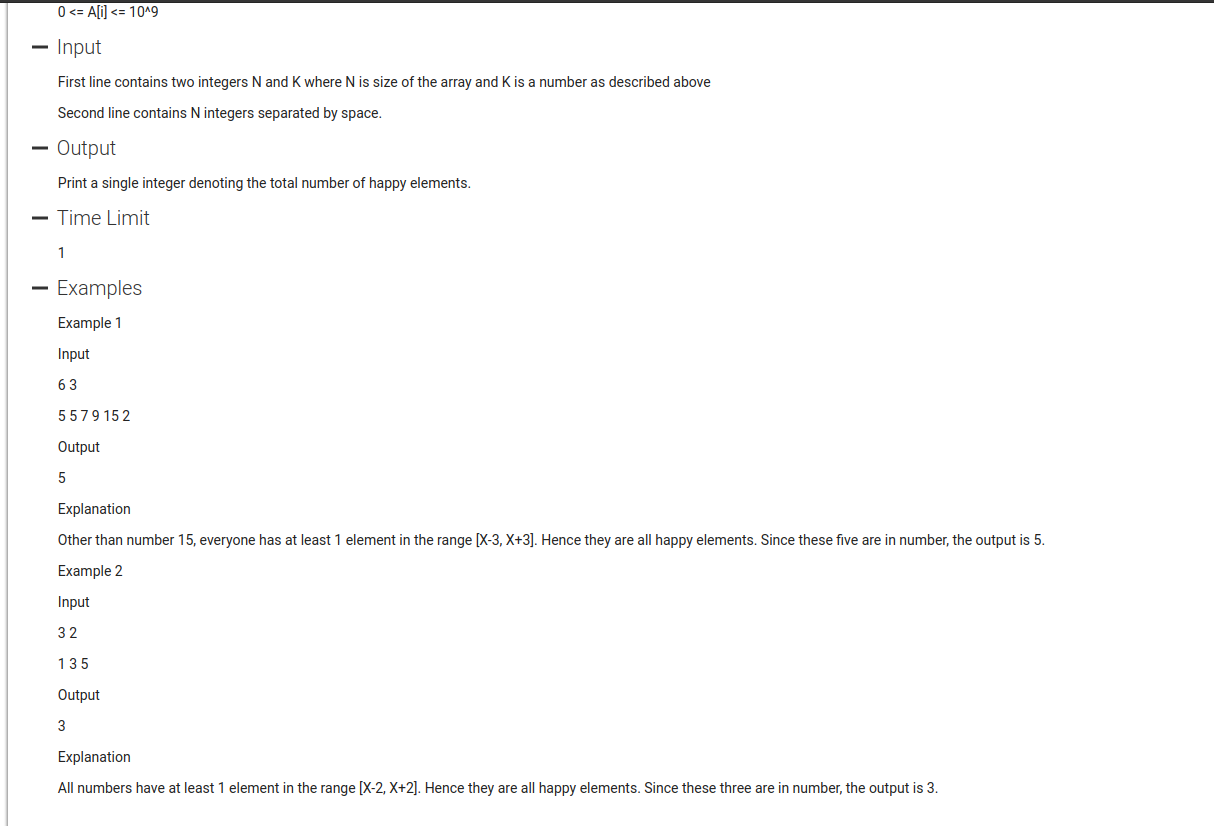 0 <= A[i] <= 10^9
Input
First line contains two integers N and K where N is size of the array and K is a number as described above
Second line contains N integers separated by space.
Output
Print a single integer denoting the total number of happy elements.
Time Limit
1
Examples
Example 1
Input
6 3
5 5 7 9 15 2
Output
5
Explanation
Other than number 15, everyone has at least 1 element in the range [X-3, X+3]. Hence they are all happy elements. Since these five are in number, the output is 5.
Example 2
Input
3 2
1 3 5
Output
3
Explanation
All numbers have at least 1 element in the range [X-2, X+2]. Hence they are all happy elements. Since these three are in number, the output is 3.